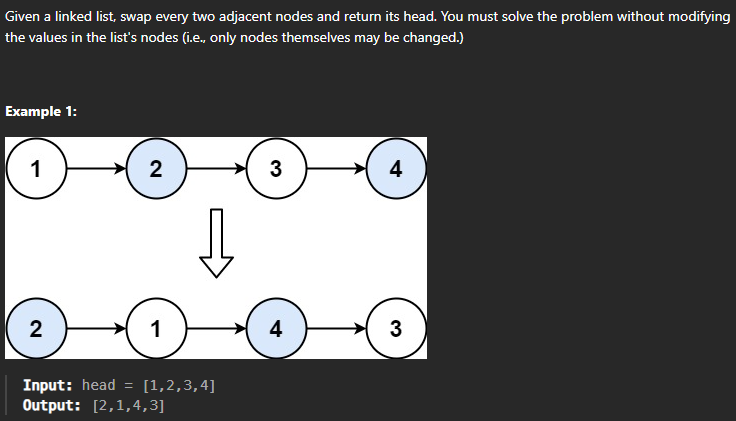 Given a linked list, swap every two adjacent nodes and return its head. You must solve the problem without modifying
the values in the list's nodes (i.e., only nodes themselves may be changed.)
Example 1:
1 2 3 4
2 1 4 3
Input: head = [1,2,3,4]
Output: [2,1,4,3]